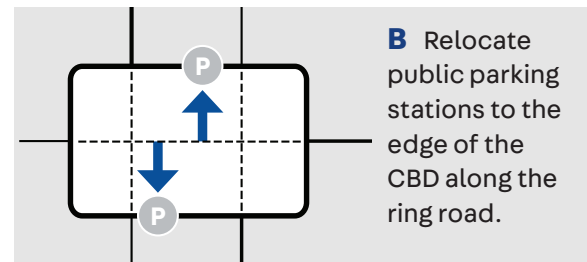 P
P
B Relocate
public parking
stations to the
edge of the
CBD along the
ring road.